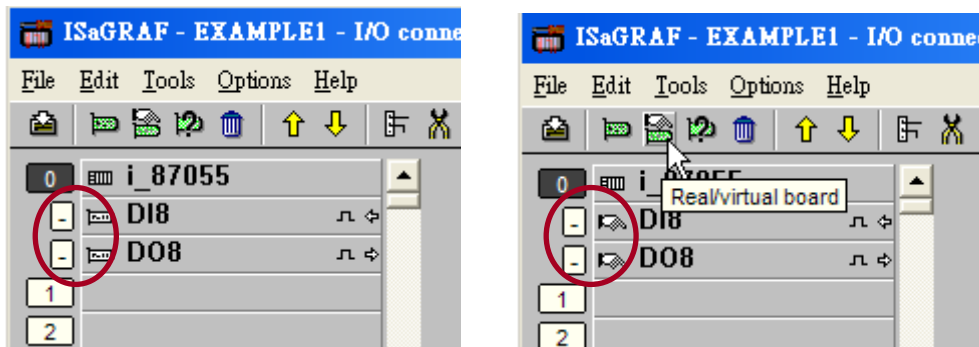 ISaGRAF - EXAMPLE1 - I/O conne
File Edit Tools Options Help
0 i_87055
- DI8
- DO8
1
2
ISaGRAF - EXAMPLE1 - I/O conne
File Edit Tools Options Help
0
Real/virtual board
- DI8
- DO8
1
2